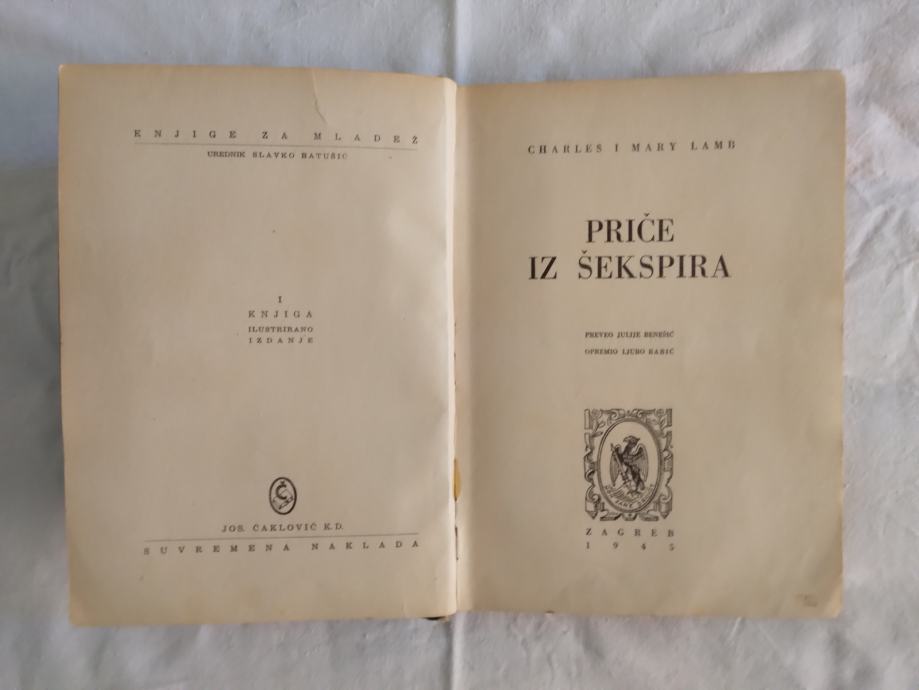 KNJIGE ZA MLADEŽ
UREDNIK SLAVKO BATUŠIĆ
I
KNJIGA
ILUSTRIRANO
IZDANJE
JOS. ČAKLOVIĆ K.D.
SUVREMENA NAKLADA
CHARLES I MARY LAMB
PRIČE
IZ ŠEKSPIRA
PREVEO JULIJE BENEŠIĆ
OPREMIO LJUBO BABIĆ
ZAGREB
1945